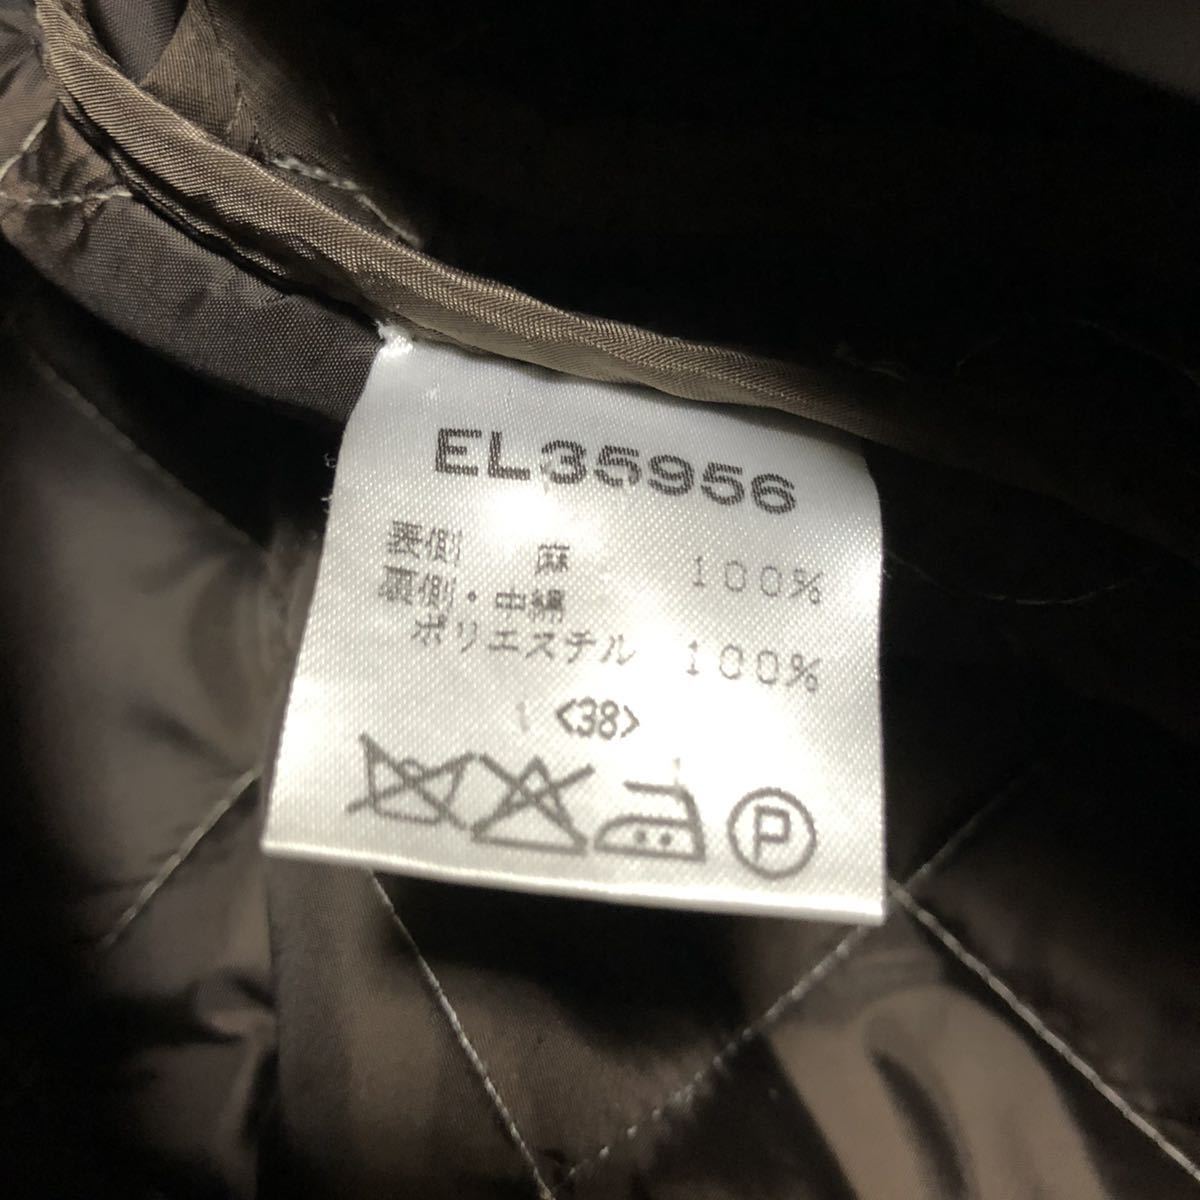 EL35956
表側 麻 100%
裏側・中綿
ポリエステル 100%
1 <38>
P